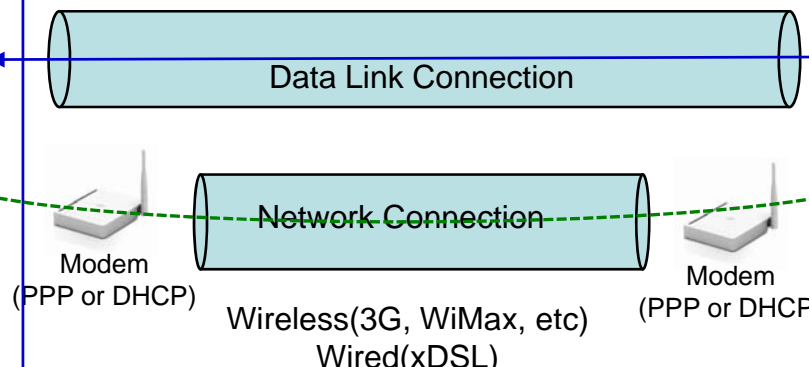 Data Link Connection
Network Connection
Modem
(PPP or DHCP)
Modem
(PPP or DHCP
Wireless(3G, WiMax, etc)
Wired(xDSL)